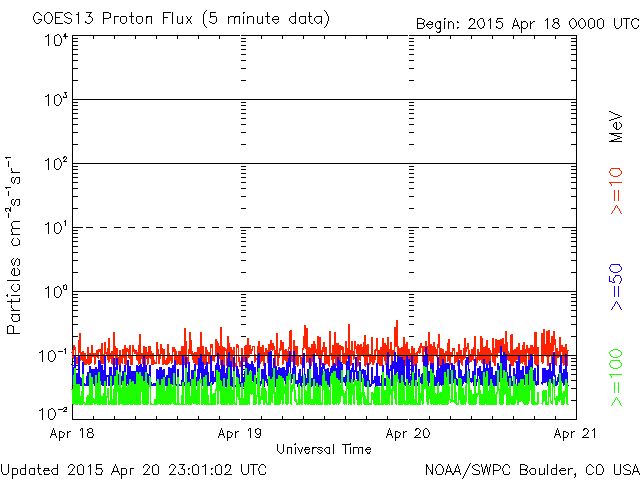 GOES13 Proton Flux (5 minute data)
Begin: 2015 Apr 18 0000 UTC
10⁴
10³
10²
10¹
10⁰
10⁻¹
10⁻²
Particles cm⁻²s⁻¹sr⁻¹
MeV
>=10
>=50
>=100
Apr 18
Apr 19
Apr 20
Apr 21
Universal Time
Updated 2015 Apr 20 23:01:02 UTC
NOAA/SWPC Boulder, CO USA